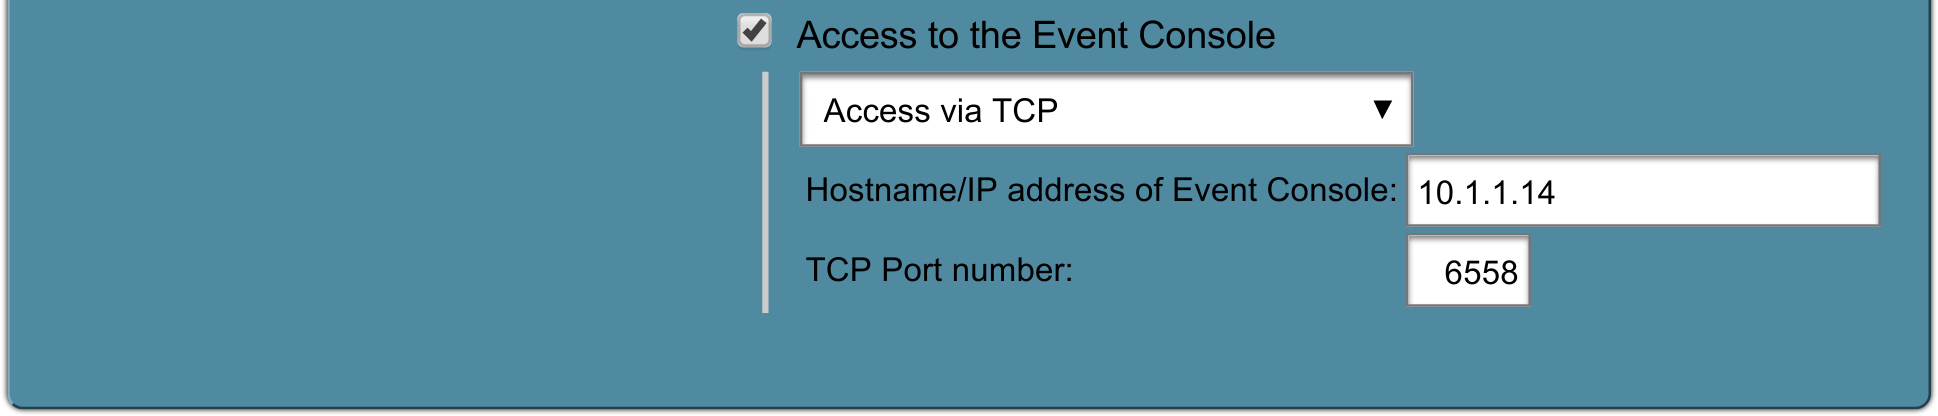 Access to the Event Console
Access via TCP
Hostname/IP address of Event Console: 10.1.1.14
TCP Port number: 6558